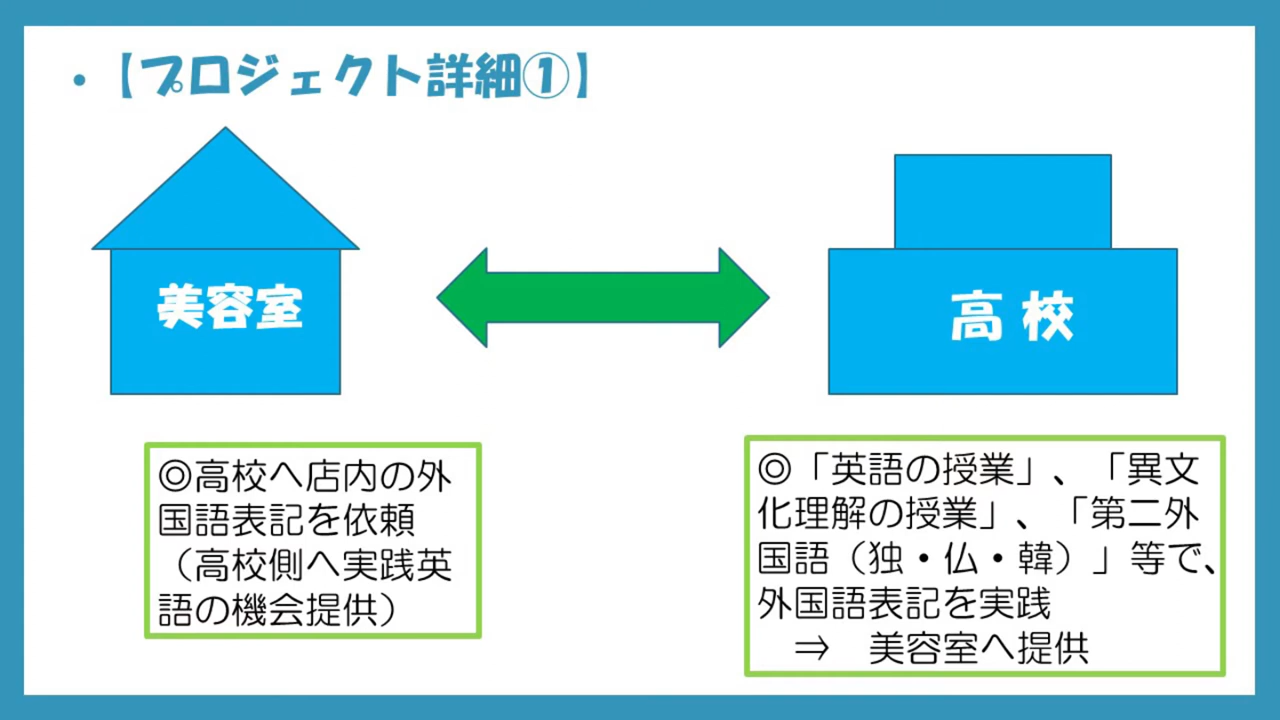 ・【プロジェクト詳細①】
美容室
高校
◎高校へ店内の外
国語表記を依頼
（高校側へ実践英
語の機会提供）
◎「英語の授業」、「異文
化理解の授業」、「第二外
国語（独・仏・韓）」等で、
外国語表記を実践
⇒　美容室へ提供